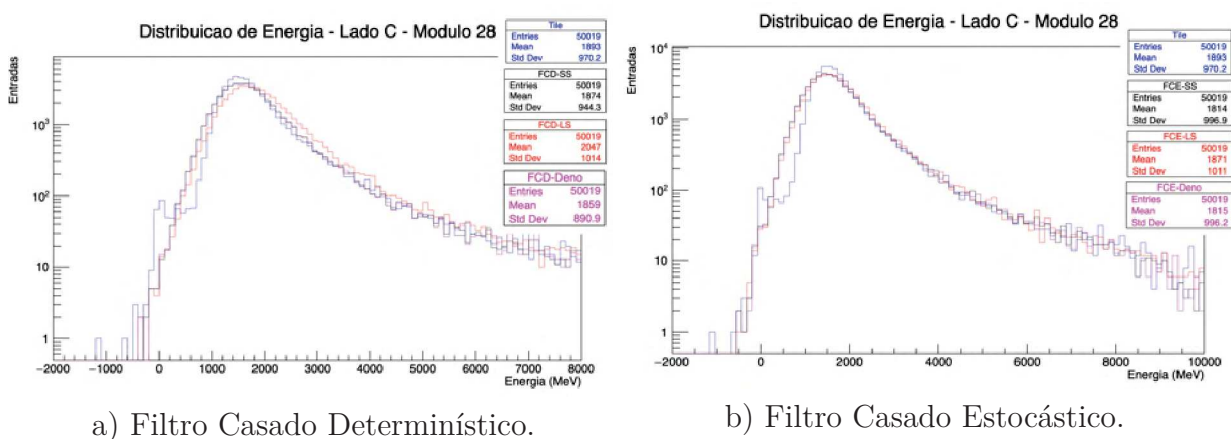 Distribuicao de Energia - Lado C - Modulo 28
Tile
Entries 50019
Mean 1893
Std Dev 970.2
FCD-SS
Entries 50019
Mean 1874
Std Dev 944.3
FCD-LS
Entries 50019
Mean 2047
Std Dev 1014
FCD-Deno
Entries 50019
Mean 1859
Std Dev 890.9
Entradas
10³
10²
10
1
−2000 −1000 0 1000 2000 3000 4000 5000 6000 7000 8000
Energia (MeV)
a) Filtro Casado Determinístico.
Distribuicao de Energia - Lado C - Modulo 28
Tile
Entries 50019
Mean 1893
Std Dev 970.2
FCE-SS
Entries 50019
Mean 1814
Std Dev 996.9
FCE-LS
Entries 50019
Mean 1871
Std Dev 1011
FCE-Deno
Entries 50019
Mean 1815
Std Dev 996.2
Entradas
10⁴
10³
10²
10
1
−2000 0 2000 4000 6000 8000 10000
Energia (MeV)
b) Filtro Casado Estocástico.